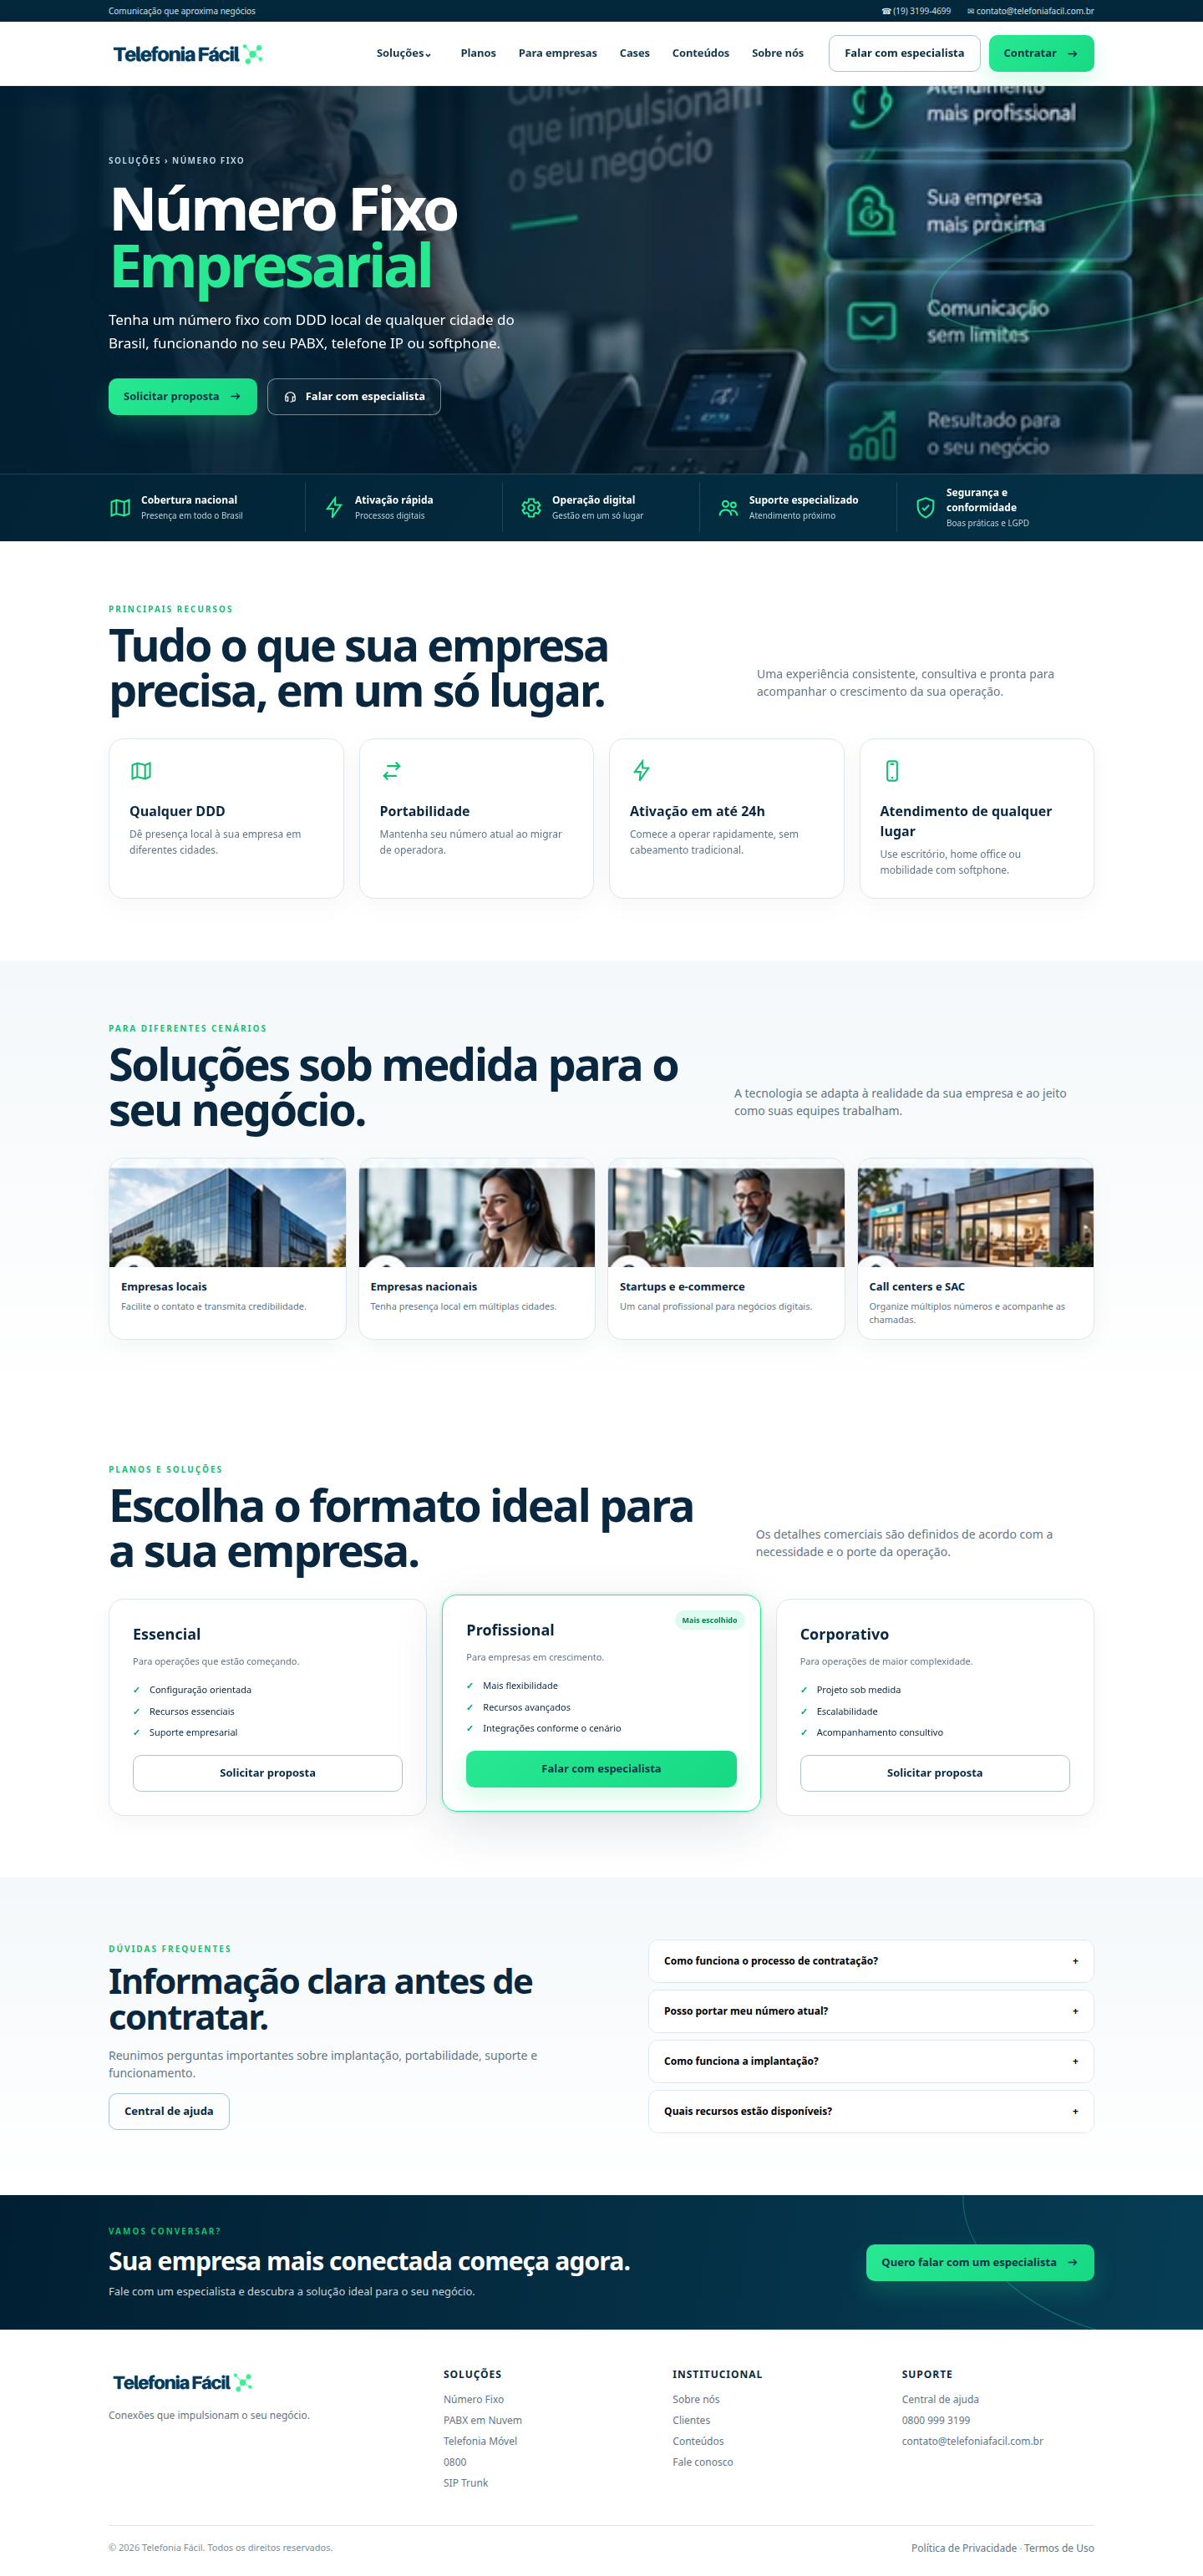 Comunicação que aproxima negócios
☎ (19) 3199-4699
✉ contato@telefoniafacil.com.br
Telefonia Fácil
Soluções⌄
Planos
Para empresas
Cases
Conteúdos
Sobre nós
Falar com especialista
Contratar →
que impulsionam
o seu negócio
Atendimento
mais profissional
Sua empresa
mais próxima
Comunicação
sem limites
Resultado para
o seu negócio
SOLUÇÕES › NÚMERO FIXO
Número Fixo
Empresarial
Tenha um número fixo com DDD local de qualquer cidade do
Brasil, funcionando no seu PABX, telefone IP ou softphone.
Solicitar proposta →
Falar com especialista
Cobertura nacional
Presença em todo o Brasil
Ativação rápida
Processos digitais
Operação digital
Gestão em um só lugar
Suporte especializado
Atendimento próximo
Segurança e
conformidade
Boas práticas e LGPD
PRINCIPAIS RECURSOS
Tudo o que sua empresa
precisa, em um só lugar.
Uma experiência consistente, consultiva e pronta para
acompanhar o crescimento da sua operação.
Qualquer DDD
Dê presença local à sua empresa em
diferentes cidades.
Portabilidade
Mantenha seu número atual ao migrar
de operadora.
Ativação em até 24h
Comece a operar rapidamente, sem
cabeamento tradicional.
Atendimento de qualquer
lugar
Use escritório, home office ou
mobilidade com softphone.
PARA DIFERENTES CENÁRIOS
Soluções sob medida para o
seu negócio.
A tecnologia se adapta à realidade da sua empresa e ao jeito
como suas equipes trabalham.
Empresas locais
Facilite o contato e transmita credibilidade.
Empresas nacionais
Tenha presença local em múltiplas cidades.
Startups e e-commerce
Um canal profissional para negócios digitais.
Call centers e SAC
Organize múltiplos números e acompanhe as
chamadas.
PLANOS E SOLUÇÕES
Escolha o formato ideal para
a sua empresa.
Os detalhes comerciais são definidos de acordo com a
necessidade e o porte da operação.
Essencial
Para operações que estão começando.
✓ Configuração orientada
✓ Recursos essenciais
✓ Suporte empresarial
Solicitar proposta
Mais escolhido
Profissional
Para empresas em crescimento.
✓ Mais flexibilidade
✓ Recursos avançados
✓ Integrações conforme o cenário
Falar com especialista
Corporativo
Para operações de maior complexidade.
✓ Projeto sob medida
✓ Escalabilidade
✓ Acompanhamento consultivo
Solicitar proposta
DÚVIDAS FREQUENTES
Informação clara antes de
contratar.
Reunimos perguntas importantes sobre implantação, portabilidade, suporte e
funcionamento.
Central de ajuda
Como funciona o processo de contratação? +
Posso portar meu número atual? +
Como funciona a implantação? +
Quais recursos estão disponíveis? +
VAMOS CONVERSAR?
Sua empresa mais conectada começa agora.
Fale com um especialista e descubra a solução ideal para o seu negócio.
Quero falar com um especialista →
Telefonia Fácil
Conexões que impulsionam o seu negócio.
SOLUÇÕES
Número Fixo
PABX em Nuvem
Telefonia Móvel
0800
SIP Trunk
INSTITUCIONAL
Sobre nós
Clientes
Conteúdos
Fale conosco
SUPORTE
Central de ajuda
0800 999 3199
contato@telefoniafacil.com.br
© 2026 Telefonia Fácil. Todos os direitos reservados.
Política de Privacidade · Termos de Uso